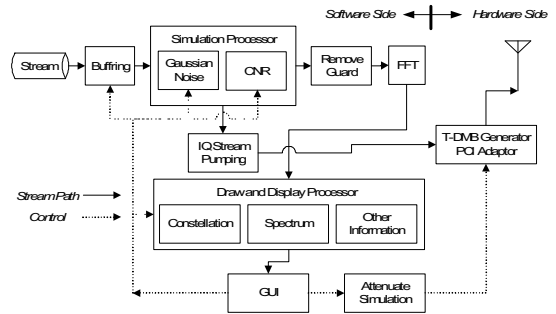 Software Side
Hardware Side
Simulation Processor
Stream
Buffring
Gaussian
Noise
CNR
Remove
Guard
FFT
IQ Stream
Pumping
T-DMB Generator
PCI Adaptor
Stream Path
Control
Draw and Display Processor
Constellation
Spectrum
Other
Information
GUI
Attenuate
Simulation